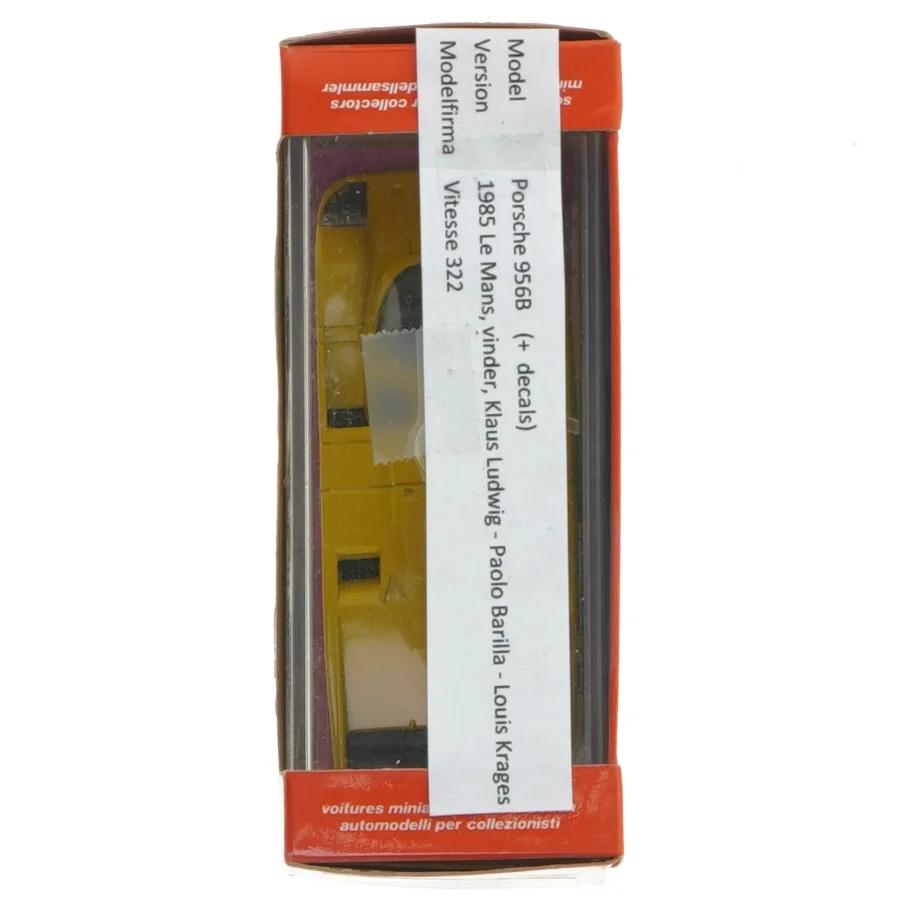 Model Porsche 956B (+ decals)
Version 1985 Le Mans, vinder, Klaus Ludwig - Paolo Barilla - Louis Krages
Modelfirma Vitesse 322
collectors
voitures minia
automodelli per collezionisti